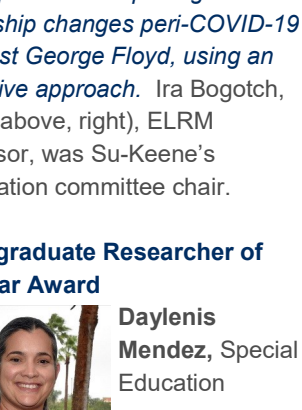 ship changes peri-COVID-19
st George Floyd, using an
ive approach. Ira Bogotch,
above, right), ELRM
sor, was Su-Keene's
ation committee chair.
graduate Researcher of
ar Award
Daylenis
Mendez, Special
Education